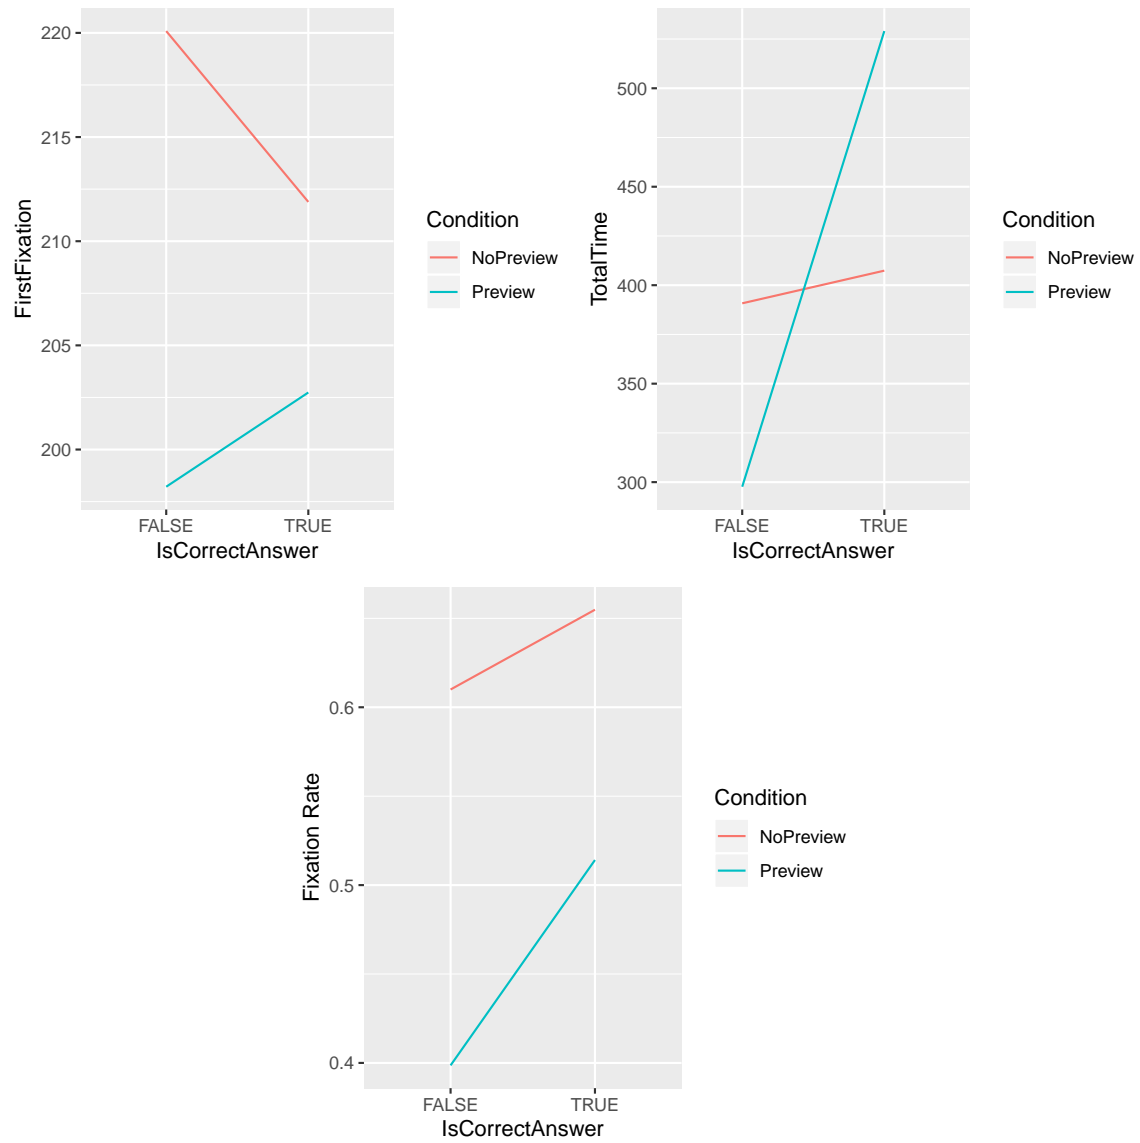 FirstFixation
220
215
210
205
200
FALSE TRUE
IsCorrectAnswer
Condition
NoPreview
Preview
TotalTime
500
450
400
350
300
FALSE TRUE
IsCorrectAnswer
Condition
NoPreview
Preview
Fixation Rate
0.6
0.5
0.4
FALSE TRUE
IsCorrectAnswer
Condition
NoPreview
Preview